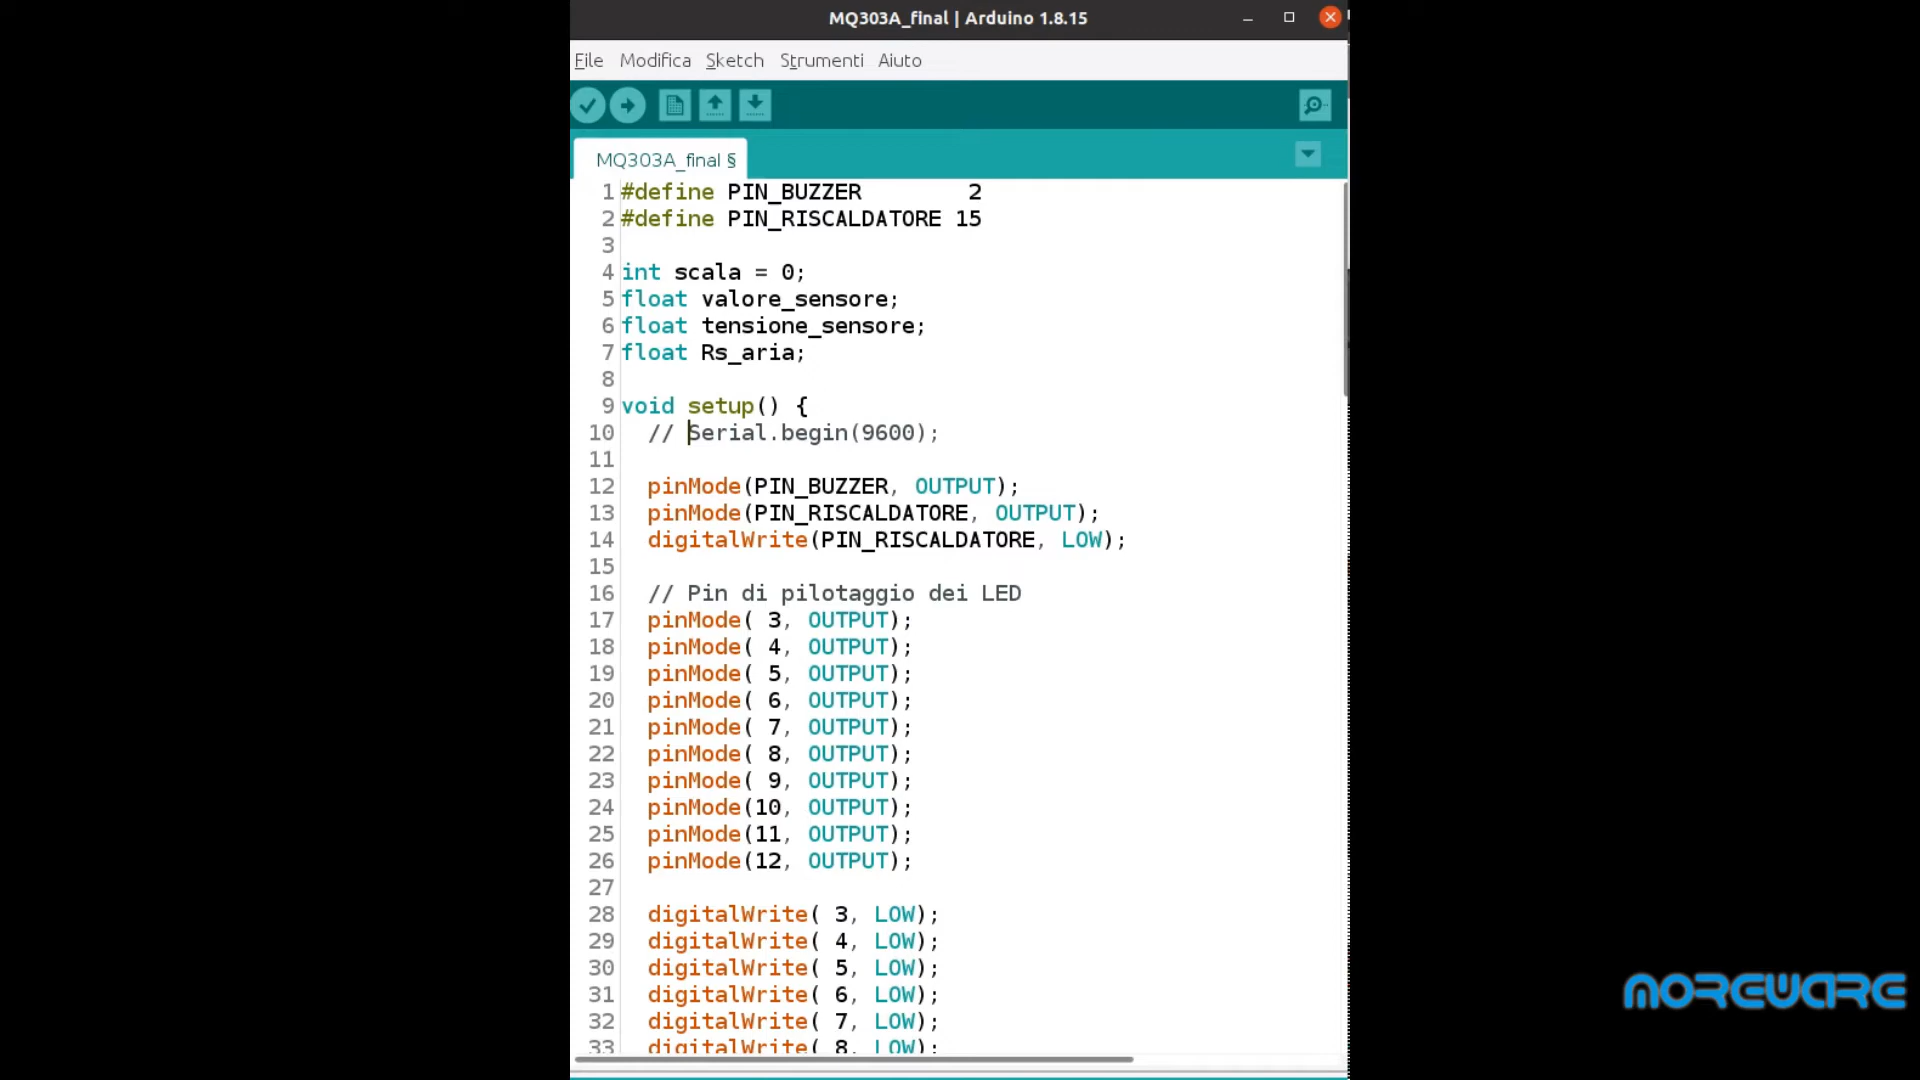 MQ303A_final | Arduino 1.8.15
File Modifica Sketch Strumenti Aiuto
MQ303A_final §
1 #define PIN_BUZZER        2
2 #define PIN_RISCALDATORE 15
3
4 int scala = 0;
5 float valore_sensore;
6 float tensione_sensore;
7 float Rs_aria;
8
9 void setup() {
10   // Serial.begin(9600);
11
12   pinMode(PIN_BUZZER, OUTPUT);
13   pinMode(PIN_RISCALDATORE, OUTPUT);
14   digitalWrite(PIN_RISCALDATORE, LOW);
15
16   // Pin di pilotaggio dei LED
17   pinMode( 3, OUTPUT);
18   pinMode( 4, OUTPUT);
19   pinMode( 5, OUTPUT);
20   pinMode( 6, OUTPUT);
21   pinMode( 7, OUTPUT);
22   pinMode( 8, OUTPUT);
23   pinMode( 9, OUTPUT);
24   pinMode(10, OUTPUT);
25   pinMode(11, OUTPUT);
26   pinMode(12, OUTPUT);
27
28   digitalWrite( 3, LOW);
29   digitalWrite( 4, LOW);
30   digitalWrite( 5, LOW);
31   digitalWrite( 6, LOW);
32   digitalWrite( 7, LOW);
33   digitalWrite( 8, LOW);
MOREWARE